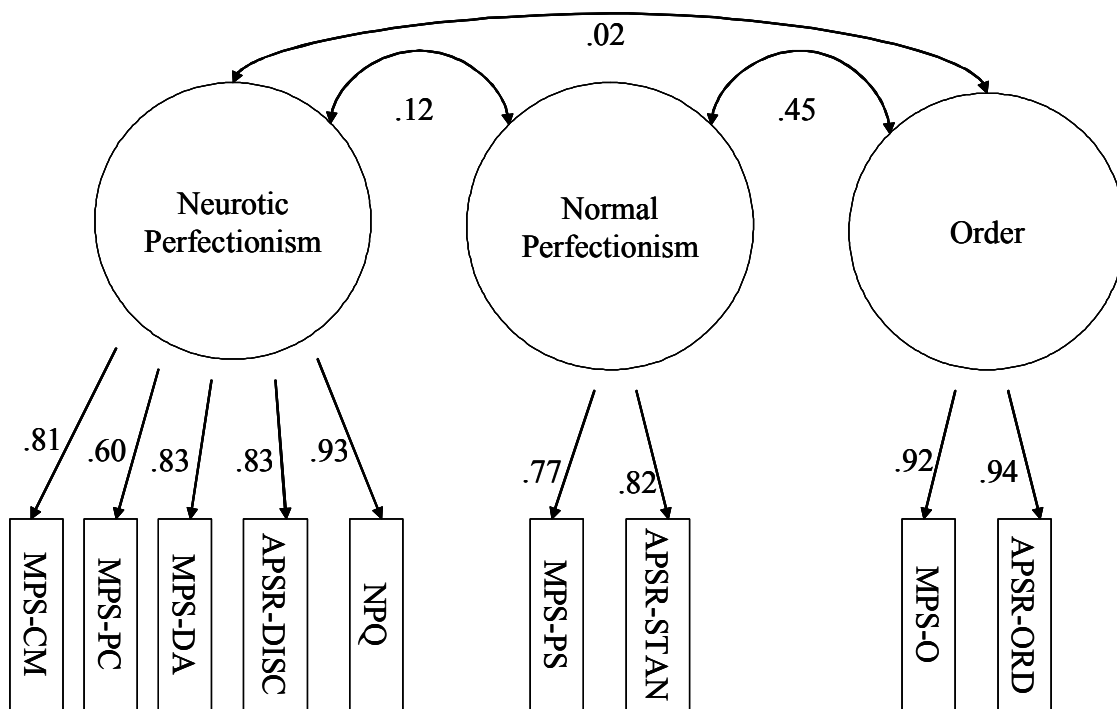 .02
.12
.45
Neurotic
Perfectionism
Normal
Perfectionism
Order
.81
.60
.83
.83
.93
.77
.82
.92
.94
MPS-CM
MPS-PC
MPS-DA
APSR-DISC
NPQ
MPS-PS
APSR-STAN
MPS-O
APSR-ORD